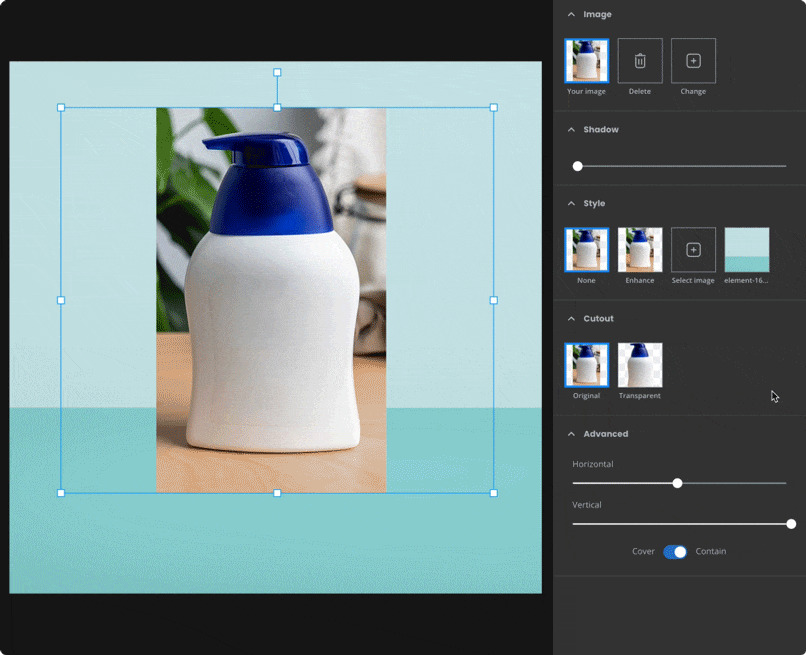 Image
Your image
Delete
Change
Shadow
Style
None
Enhance
Select image
element-16...
Cutout
Original
Transparent
Advanced
Horizontal
Vertical
Cover
Contain